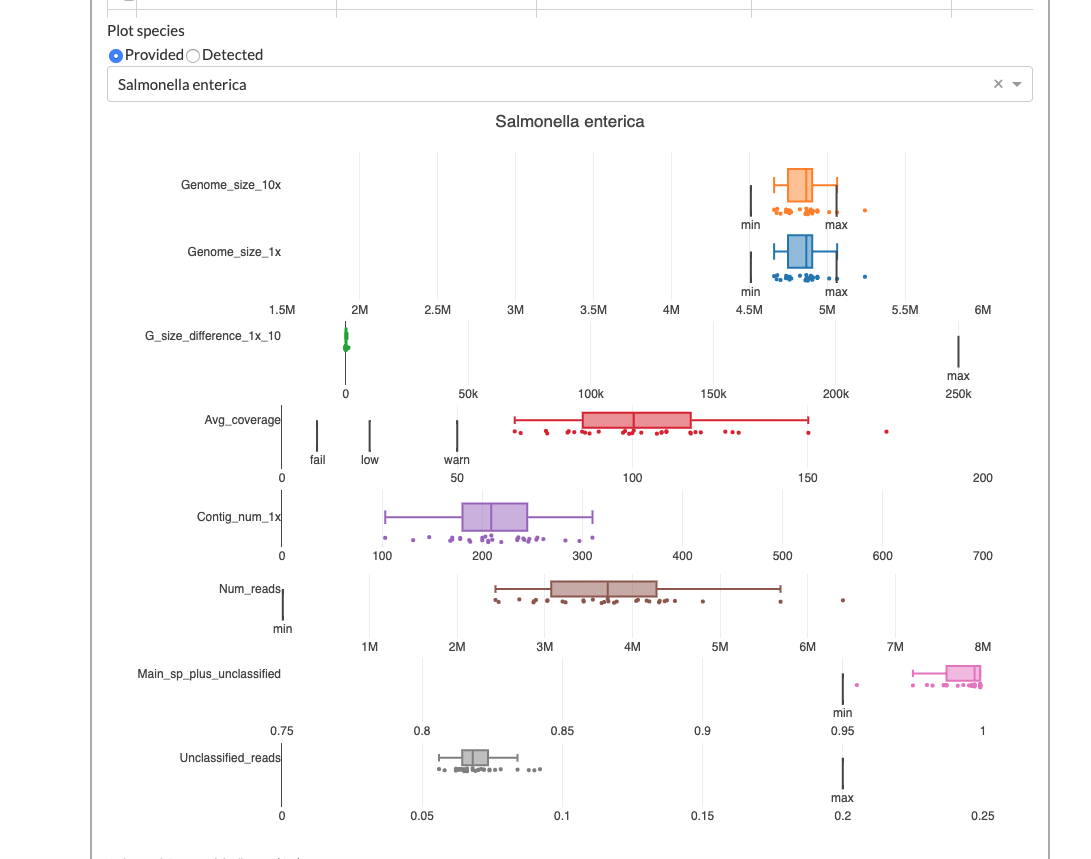 Plot species
Provided Detected
Salmonella enterica
Salmonella enterica
Genome_size_10x
min max
Genome_size_1x
min max
1.5M 2M 2.5M 3M 3.5M 4M 4.5M 5M 5.5M 6M
G_size_difference_1x_10
max
0 50k 100k 150k 200k 250k
Avg_coverage
fail low warn
0 50 100 150 200
Contig_num_1x
0 100 200 300 400 500 600 700
Num_reads
min
1M 2M 3M 4M 5M 6M 7M 8M
Main_sp_plus_unclassified
min
0.75 0.8 0.85 0.9 0.95 1
Unclassified_reads
max
0 0.05 0.1 0.15 0.2 0.25